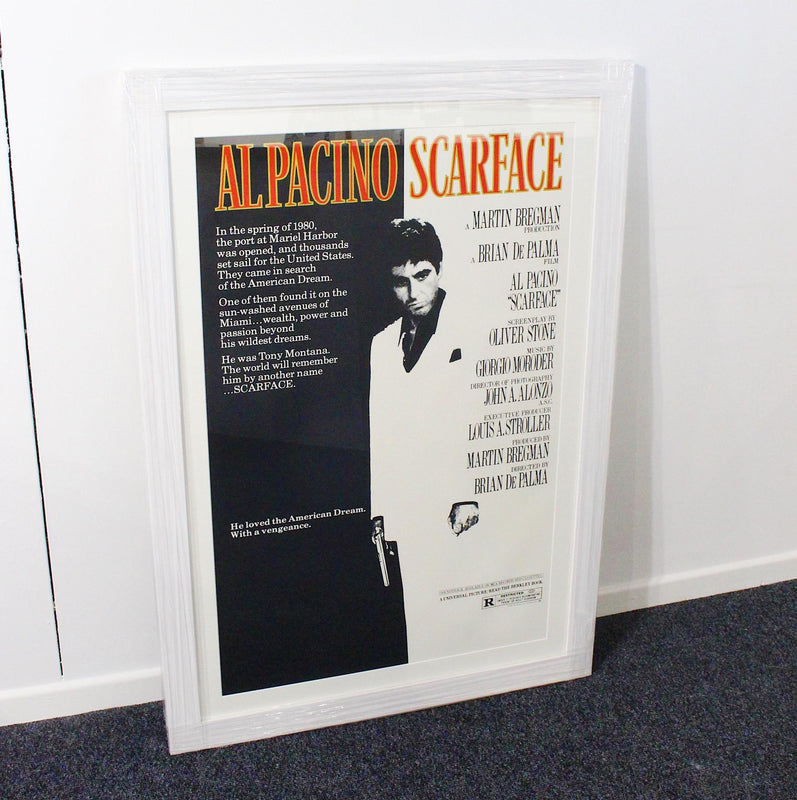 AL PACINO SCARFACE
In the spring of 1980,
the port at Mariel Harbor
was opened, and thousands
set sail for the United States.
They came in search
of the American Dream.
One of them found it on the
sun-washed avenues of
Miami...wealth, power and
passion beyond
his wildest dreams.
He was Tony Montana.
The world will remember
him by another name
...SCARFACE.
He loved the American Dream.
With a vengeance.
A MARTIN BREGMAN
PRODUCTION
A BRIAN DE PALMA
FILM
AL PACINO
"SCARFACE"
SCREENPLAY BY
OLIVER STONE
MUSIC BY
GIORGIO MORODER
DIRECTOR OF PHOTOGRAPHY
JOHN A. ALONZO
A.S.C.
EXECUTIVE PRODUCER
LOUIS A. STROLLER
PRODUCED BY
MARTIN BREGMAN
DIRECTED BY
BRIAN DE PALMA
A UNIVERSAL PICTURE READ THE BERKLEY BOOK
R RESTRICTED